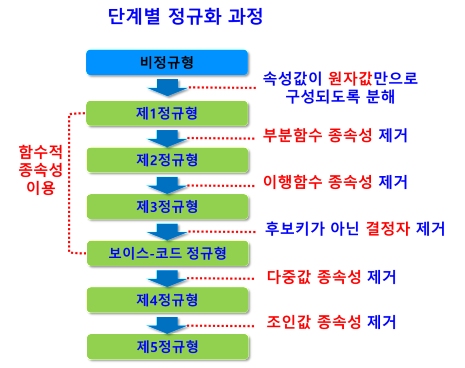 단계별 정규화 과정
비정규형
속성값이 원자값만으로
구성되도록 분해
제1정규형
부분함수 종속성 제거
함수적
종속성
이용
제2정규형
이행함수 종속성 제거
제3정규형
후보키가 아닌 결정자 제거
보이스-코드 정규형
다중값 종속성 제거
제4정규형
조인값 종속성 제거
제5정규형